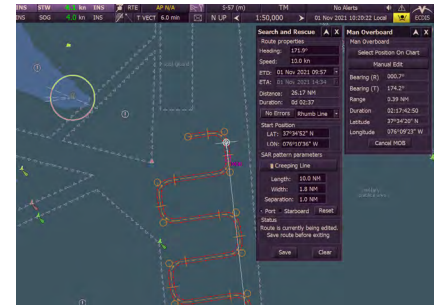 INS STW 4.0 kn INS RTE AP N/A 5-57 (m) TM No Alerts
INS SOG 4.0 kn INS T VECT 6.0 min N UP 1:50,000 01 Nov 2021 10:20:22 Local ECDIS
Search and Rescue A X
Route properties
Heading: 171.9°
Speed: 10.0 kn
ETD: 01 Nov 2021 09:57
ETA: 01 Nov 2021
Distance: 26.17 NM
Duration: 0d 02:37
No Errors Rhumb Line
Start Position
LAT: 37°34'52" N
LON: 076°10'36" W
SAR pattern parameters
Creeping Line
Length: 10.0 NM
Width: 1.8 NM
Separation: 1.0 NM
Port Starboard Reset
Status
Route is currently being edited.
Save route before exiting
Save Clear
Man Overboard A X
Man Overboard
Select Position On Chart
Manual Edit
Bearing (R) 000.7°
Bearing (T) 174.2°
Range 0.39 NM
Duration 02:17:42:50
Latitude 37°34'20" N
Longitude 076°09'23" W
Cancel MOB